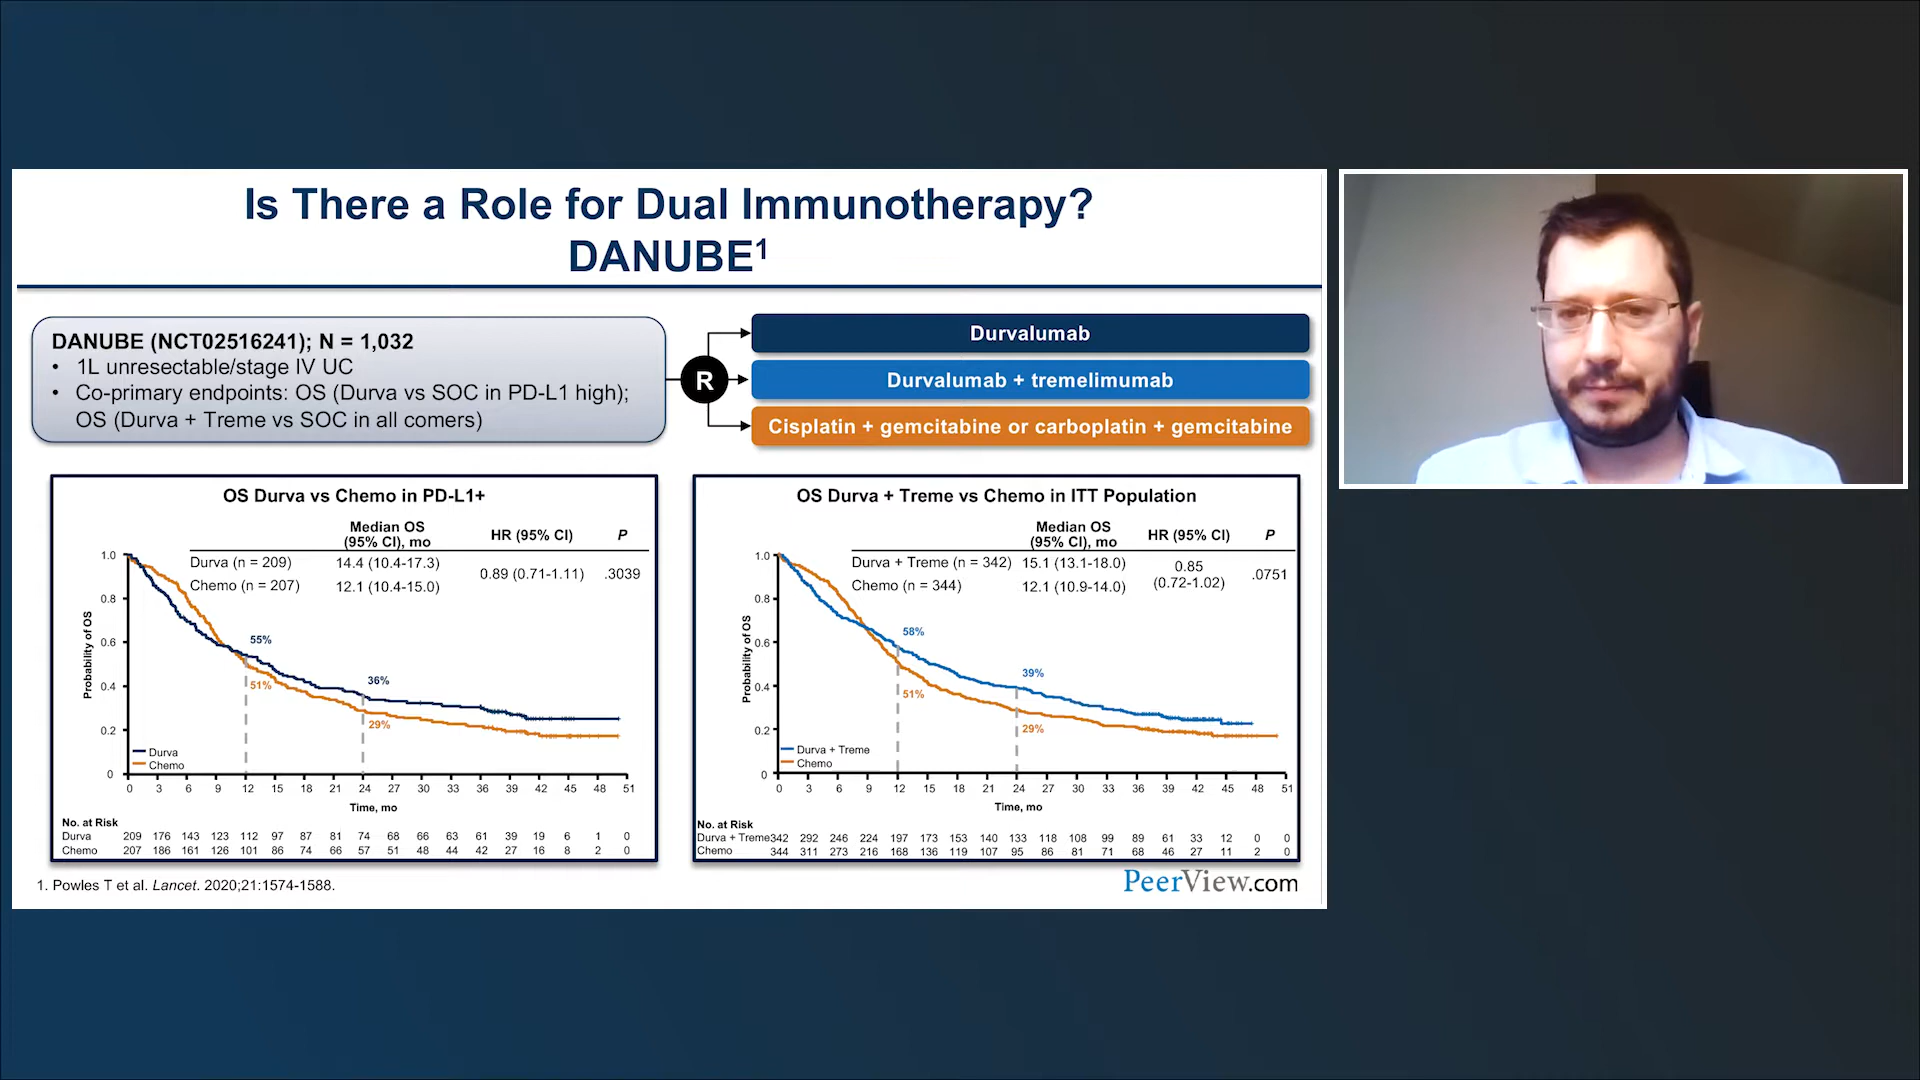 Is There a Role for Dual Immunotherapy?
DANUBE¹
DANUBE (NCT02516241); N = 1,032
• 1L unresectable/stage IV UC
• Co-primary endpoints: OS (Durva vs SOC in PD-L1 high);
OS (Durva + Treme vs SOC in all comers)
R
Durvalumab
Durvalumab + tremelimumab
Cisplatin + gemcitabine or carboplatin + gemcitabine
OS Durva vs Chemo in PD-L1+
Median OS
(95% CI), mo
HR (95% CI)
P
Durva (n = 209) 14.4 (10.4-17.3)
Chemo (n = 207) 12.1 (10.4-15.0)
0.89 (0.71-1.11) .3039
Probability of OS
1.0
0.8
0.6
0.4
0.2
0
55%
51%
36%
29%
Durva
Chemo
0 3 6 9 12 15 18 21 24 27 30 33 36 39 42 45 48 51
Time, mo
No. at Risk
Durva 209 176 143 123 112 97 87 81 74 68 66 63 61 39 19 6 1 0
Chemo 207 186 161 126 101 86 74 66 57 51 48 44 42 27 16 8 2 0
OS Durva + Treme vs Chemo in ITT Population
Median OS
(95% CI), mo
HR (95% CI)
P
Durva + Treme (n = 342) 15.1 (13.1-18.0)
Chemo (n = 344) 12.1 (10.9-14.0)
0.85
(0.72-1.02)
.0751
Probability of OS
1.0
0.8
0.6
0.4
0.2
0
58%
51%
39%
29%
Durva + Treme
Chemo
0 3 6 9 12 15 18 21 24 27 30 33 36 39 42 45 48 51
Time, mo
No. at Risk
Durva + Treme 342 292 246 224 197 173 153 140 133 118 108 99 89 61 33 12 0 0
Chemo 344 311 273 216 168 136 119 107 95 86 81 71 68 46 27 11 2 0
1. Powles T et al. Lancet. 2020;21:1574-1588.
PeerView.com